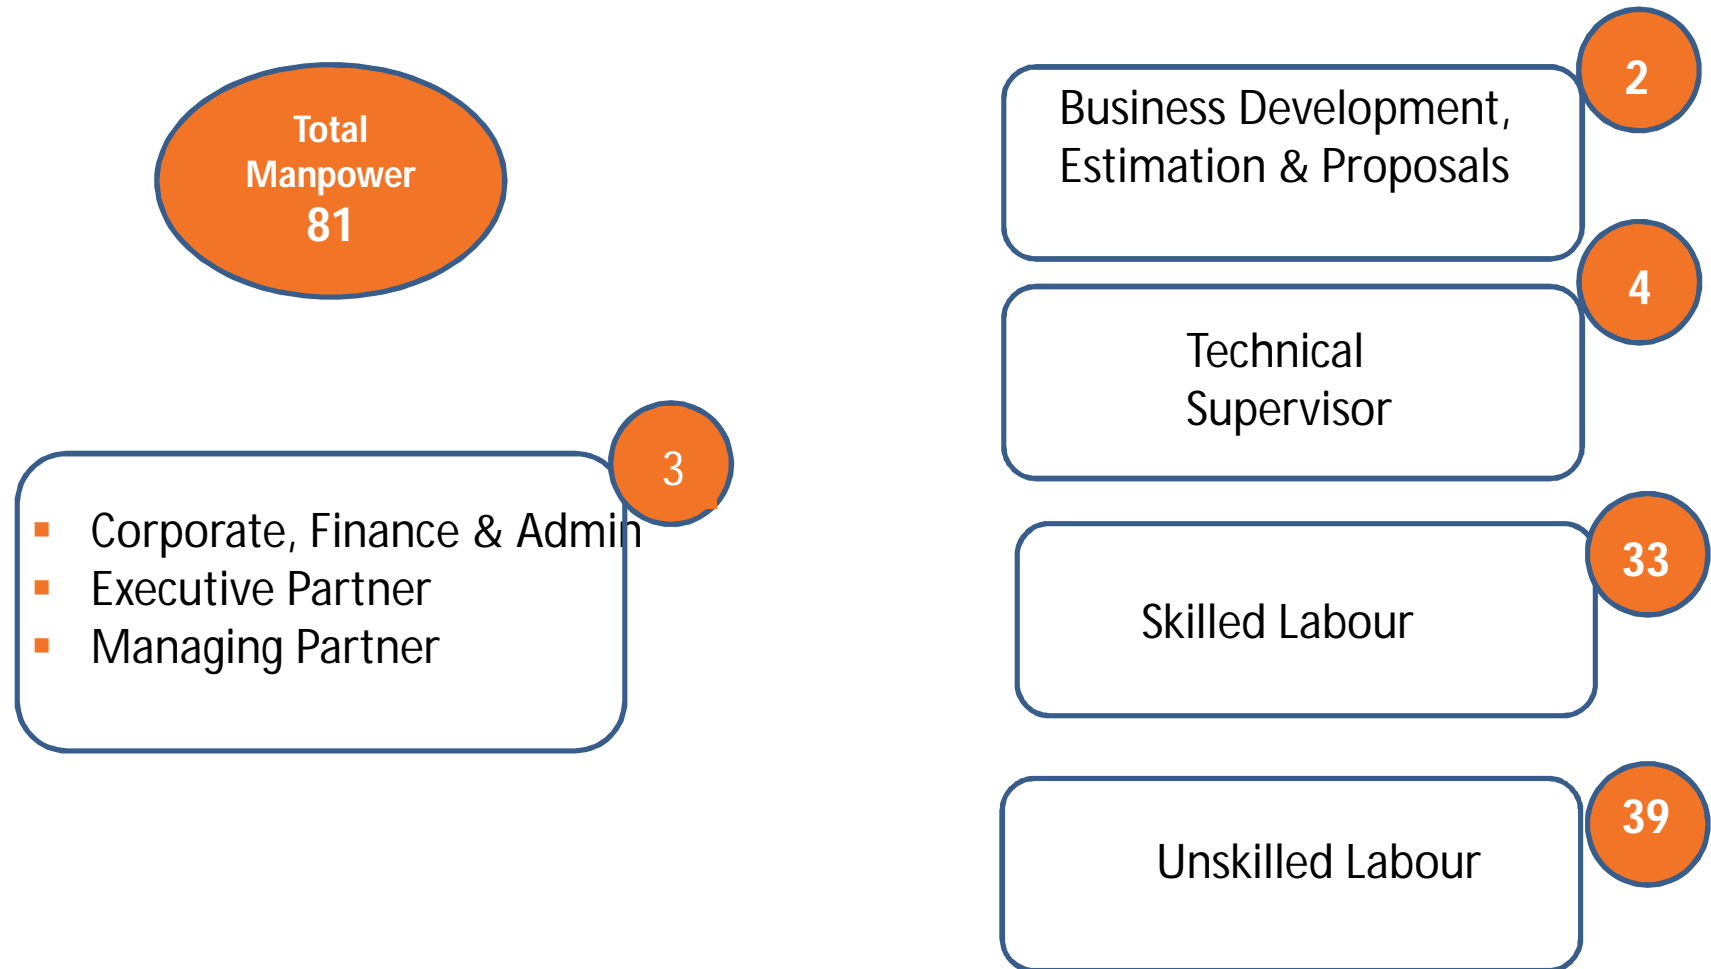 Total
Manpower
81
3
Corporate, Finance & Admin
Executive Partner
Managing Partner
2
Business Development,
Estimation & Proposals
4
Technical
Supervisor
33
Skilled Labour
39
Unskilled Labour